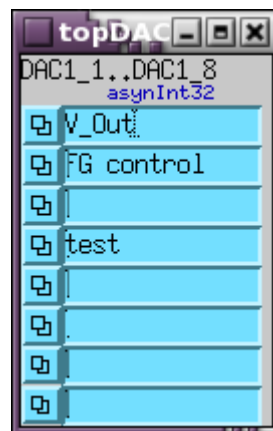 topDAC
DAC1_1..DAC1_8
asynInt32
V_Out
FG control
test